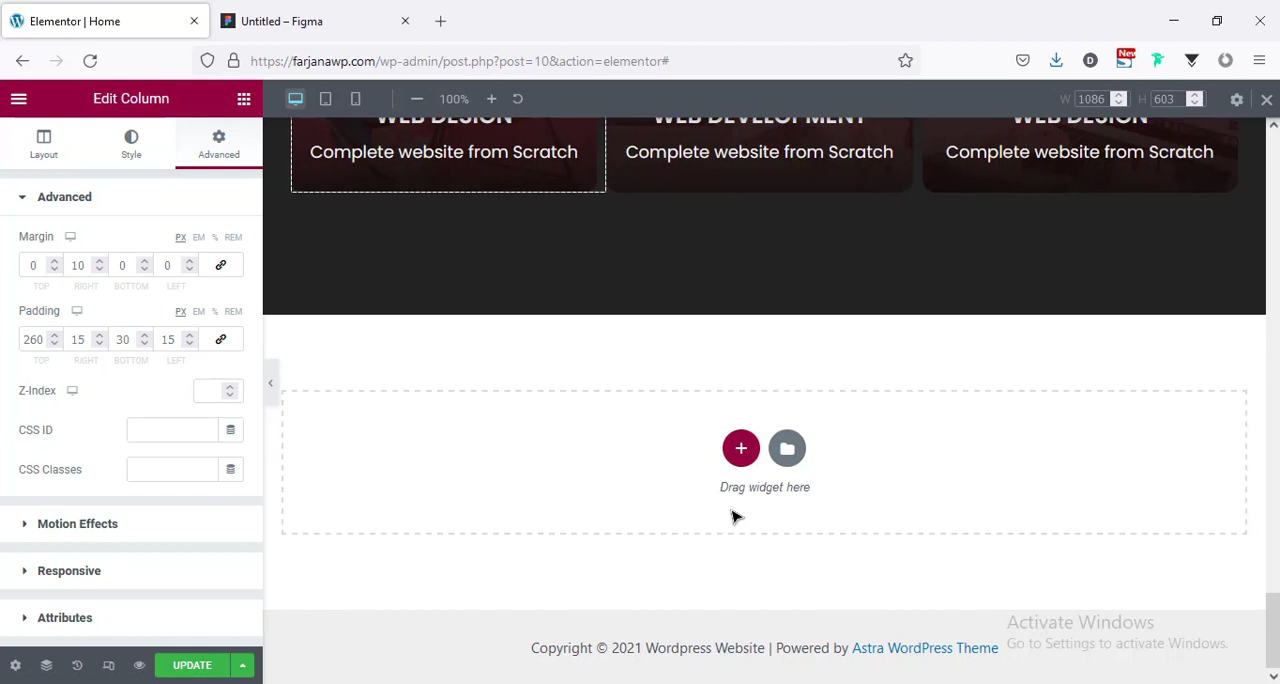 Elementor | Home
Untitled – Figma
https://farjanawp.com/wp-admin/post.php?post=10&action=elementor#
New
Edit Column
100%
W 1086 H 603
Layout
Style
Advanced
Advanced
Margin PX EM % REM
0 10 0 0
TOP RIGHT BOTTOM LEFT
Padding PX EM % REM
260 15 30 15
TOP RIGHT BOTTOM LEFT
Z-Index
CSS ID
CSS Classes
Motion Effects
Responsive
Attributes
UPDATE
WEB DESIGN
Complete website from Scratch
WEB DEVELOPMENT
Complete website from Scratch
WEB DESIGN
Complete website from Scratch
Drag widget here
Copyright © 2021 Wordpress Website | Powered by Astra WordPress Theme
Activate Windows
Go to Settings to activate Windows.